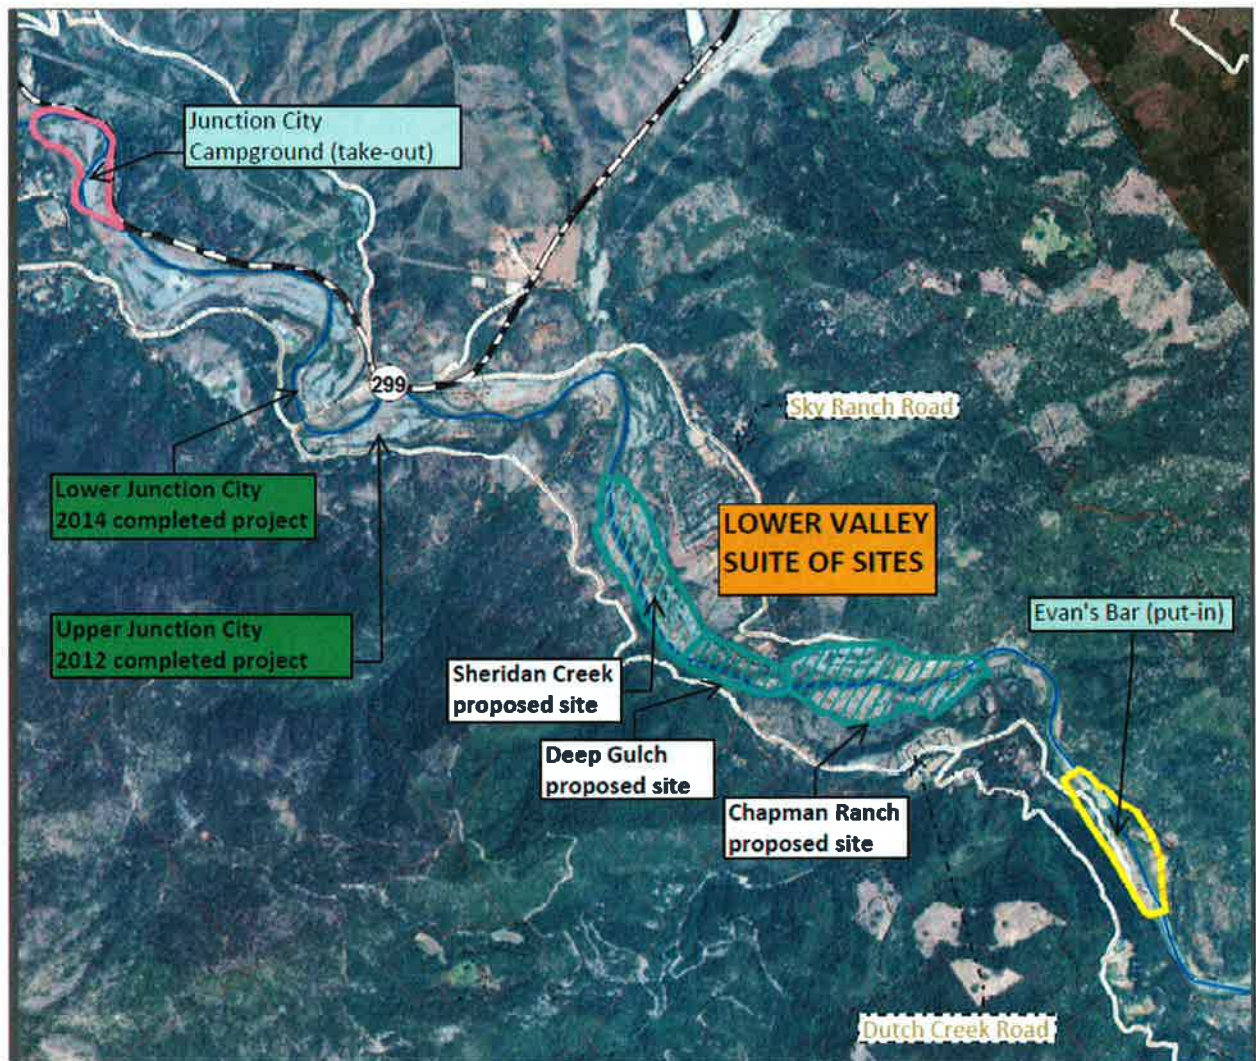 Junction City
Campground (take-out)
299
Sky Ranch Road
Lower Junction City
2014 completed project
LOWER VALLEY
SUITE OF SITES
Upper Junction City
2012 completed project
Evan's Bar (put-in)
Sheridan Creek
proposed site
Deep Gulch
proposed site
Chapman Ranch
proposed site
Dutch Creek Road